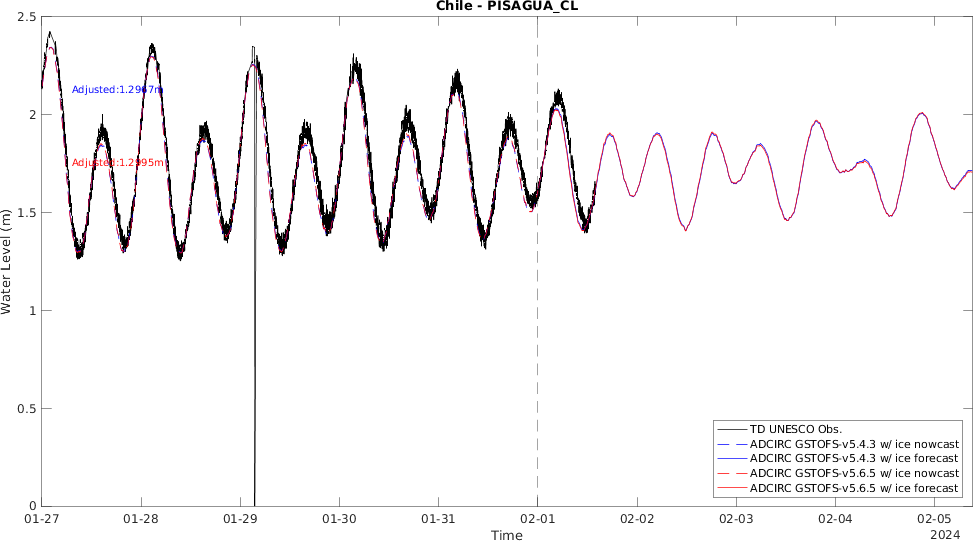 Chile - PISAGUA_CL
2.5
2
1.5
1
0.5
0
Water Level (m)
Adjusted:1.2967m
Adjusted:1.2995m
TD UNESCO Obs.
ADCIRC GSTOFS-v5.4.3 w/ ice nowcast
ADCIRC GSTOFS-v5.4.3 w/ ice forecast
ADCIRC GSTOFS-v5.6.5 w/ ice nowcast
ADCIRC GSTOFS-v5.6.5 w/ ice forecast
01-27 01-28 01-29 01-30 01-31 02-01 02-02 02-03 02-04 02-05
Time
2024